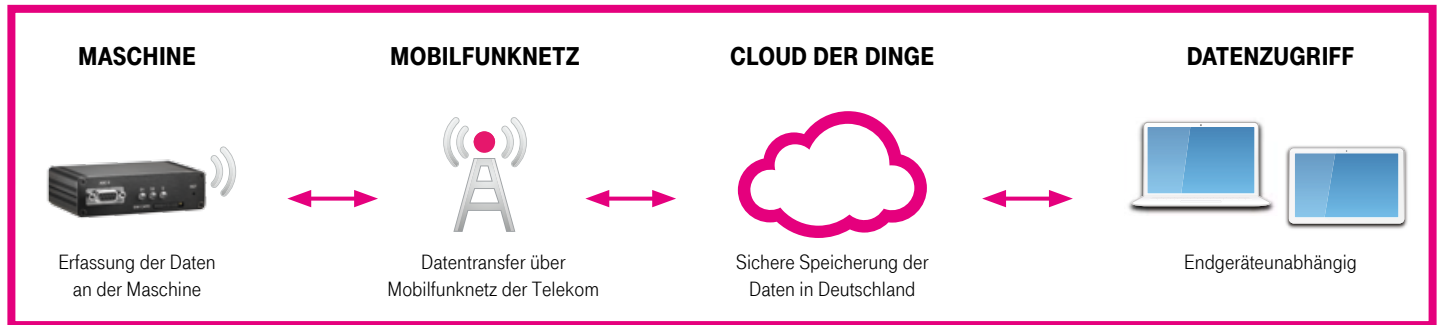 MASCHINE
MOBILFUNKNETZ
CLOUD DER DINGE
DATENZUGRIFF
Erfassung der Daten
an der Maschine
Datentransfer über
Mobilfunknetz der Telekom
Sichere Speicherung der
Daten in Deutschland
Endgeräteunabhängig